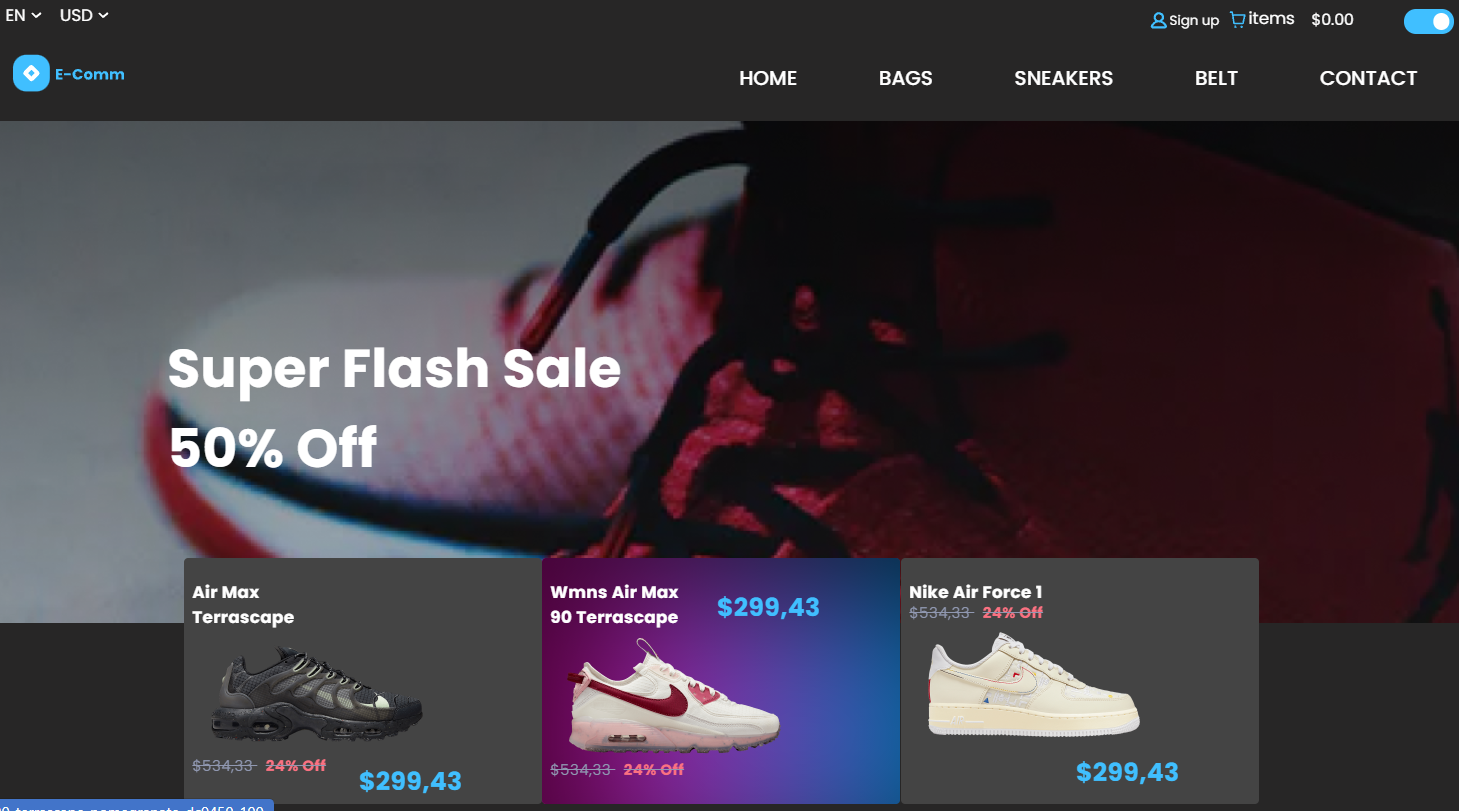 EN USD
Sign up items $0.00
E-Comm
HOME BAGS SNEAKERS BELT CONTACT
Super Flash Sale
50% Off
Air Max
Terrascape
$534,33 24% Off
$299,43
Wmns Air Max
90 Terrascape
$299,43
$534,33 24% Off
Nike Air Force 1
$534,33 24% Off
$299,43